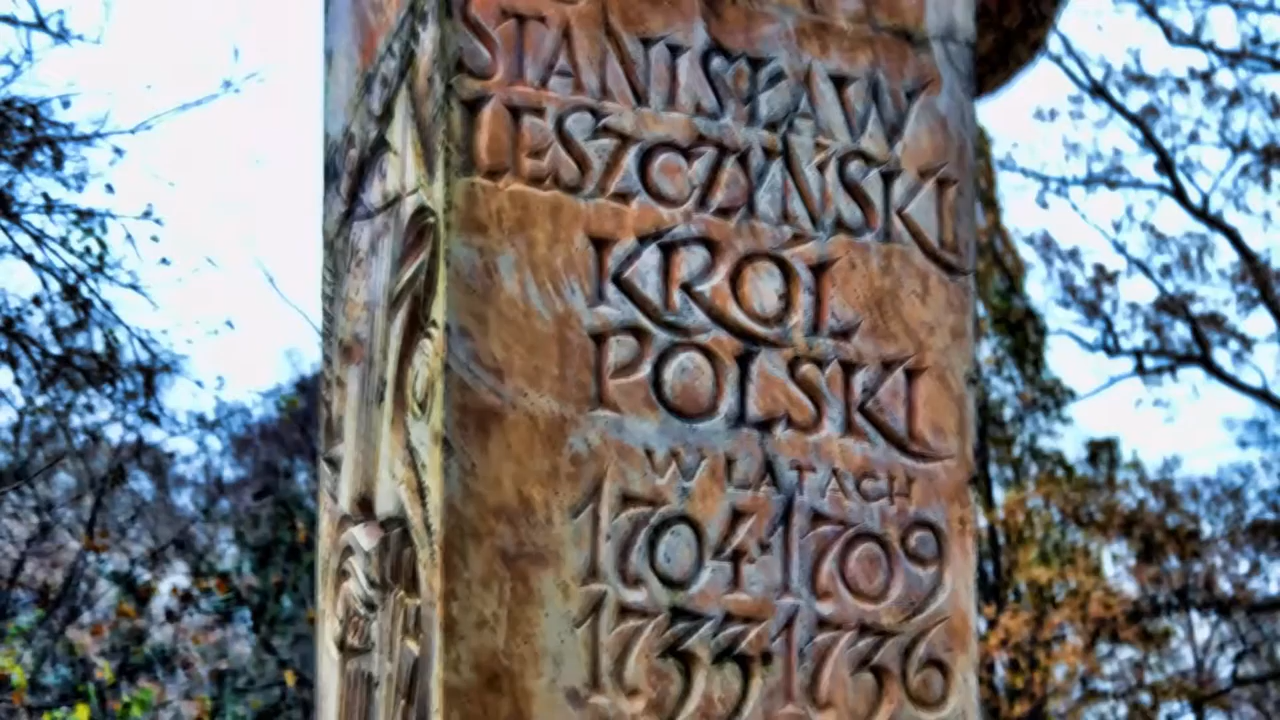 STANISŁAW
LESZCZYŃSKI
KRÓL
POLSKI
W LATACH
1704·1709
1733·1736